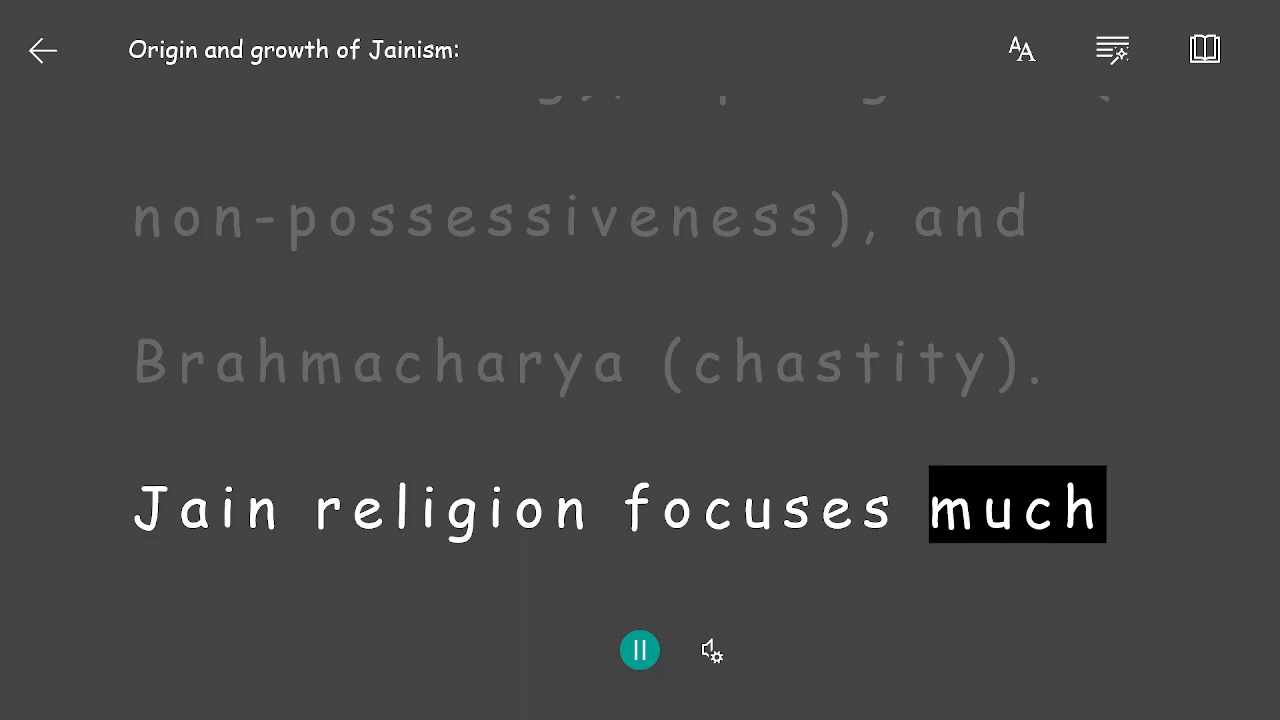 Origin and growth of Jainism:
non-possessiveness), and
Brahmacharya (chastity).
Jain religion focuses much